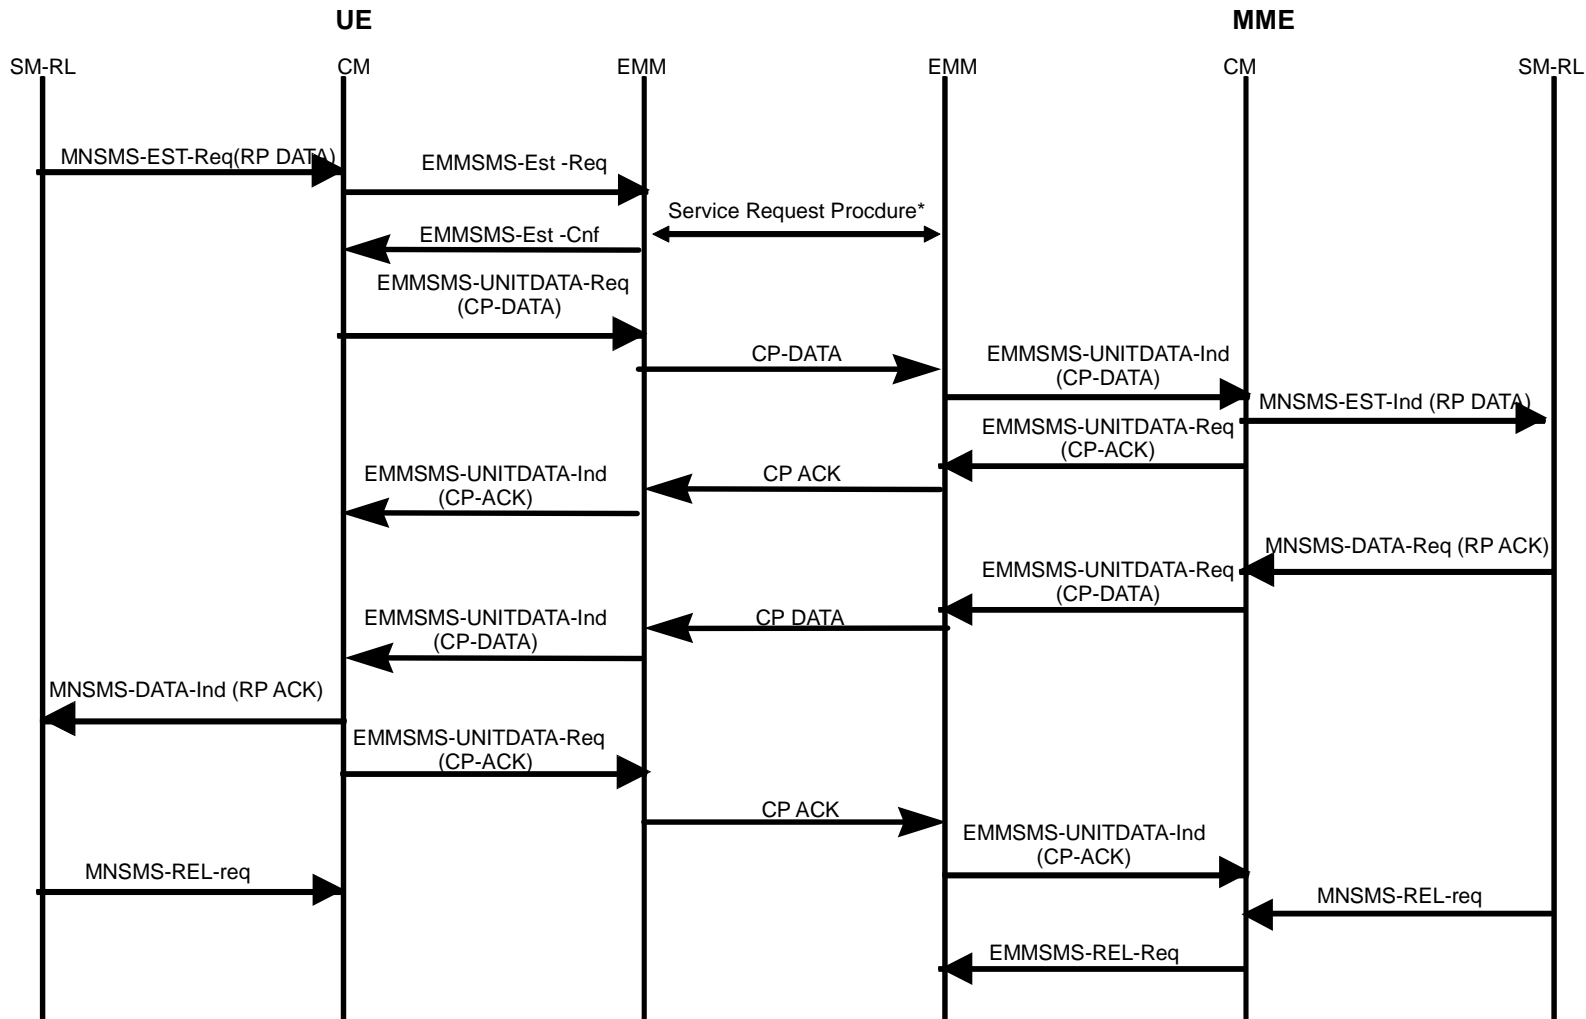 UE
MME
SM-RL
CM
EMM
EMM
CM
SM-RL
MNSMS-EST-Req(RP DATA)
EMMSMS-Est -Req
Service Request Procdure*
EMMSMS-Est -Cnf
EMMSMS-UNITDATA-Req
(CP-DATA)
CP-DATA
EMMSMS-UNITDATA-Ind
(CP-DATA)
MNSMS-EST-Ind (RP DATA)
EMMSMS-UNITDATA-Req
(CP-ACK)
CP ACK
EMMSMS-UNITDATA-Ind
(CP-ACK)
MNSMS-DATA-Req (RP ACK)
EMMSMS-UNITDATA-Req
(CP-DATA)
CP DATA
EMMSMS-UNITDATA-Ind
(CP-DATA)
MNSMS-DATA-Ind (RP ACK)
EMMSMS-UNITDATA-Req
(CP-ACK)
CP ACK
EMMSMS-UNITDATA-Ind
(CP-ACK)
MNSMS-REL-req
MNSMS-REL-req
EMMSMS-REL-Req